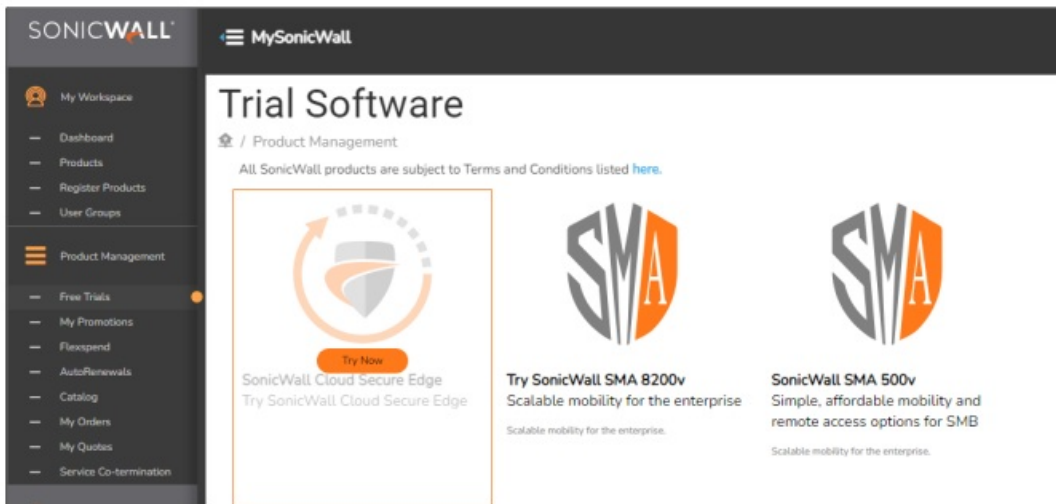 SONICWALL
MySonicWall
My Workspace
Dashboard
Products
Register Products
User Groups
Product Management
Free Trials
My Promotions
Flexspend
AutoRenewals
Catalog
My Orders
My Quotes
Service Co-termination
Trial Software
/ Product Management
All SonicWall products are subject to Terms and Conditions listed here.
Try Now
SonicWall Cloud Secure Edge
Try SonicWall Cloud Secure Edge
SMA
Try SonicWall SMA 8200v
Scalable mobility for the enterprise
Scalable mobility for the enterprise.
SMA
SonicWall SMA 500v
Simple, affordable mobility and
remote access options for SMB
Scalable mobility for the enterprise.